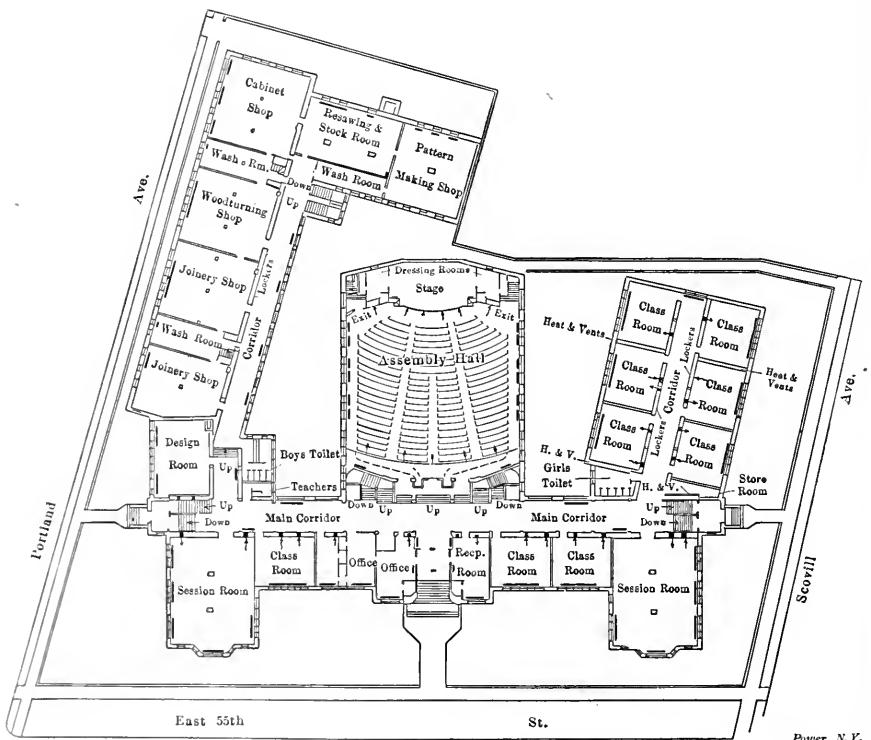 Cabinet
Shop
Resawing &
Stock Room
Pattern
Making Shop
Wash Rm.
Wash Room
Down
Up
Woodturning
Shop
Ave.
Joinery Shop
Lockers
Corridor
Wash Room
Joinery Shop
Dressing Rooms
Stage
Exit
Exit
Assembly Hall
Class
Room
Class
Room
Heat & Vents
Lockers
Heat &
Vents
Class
Room
Class
Room
Corridor
Ave.
Class
Room
Class
Room
Lockers
Design
Room
Up
Boys Toilet
Teachers
H. & V.
Girls
Toilet
H. & V.
Store
Room
Up
Down
Main Corridor
Down
Up
Up
Up
Down
Main Corridor
Up
Down
Portland
Session Room
Class
Room
Office
Office
Recp.
Room
Class
Room
Class
Room
Session Room
Scovill
East 55th
St.
Power, N.Y.